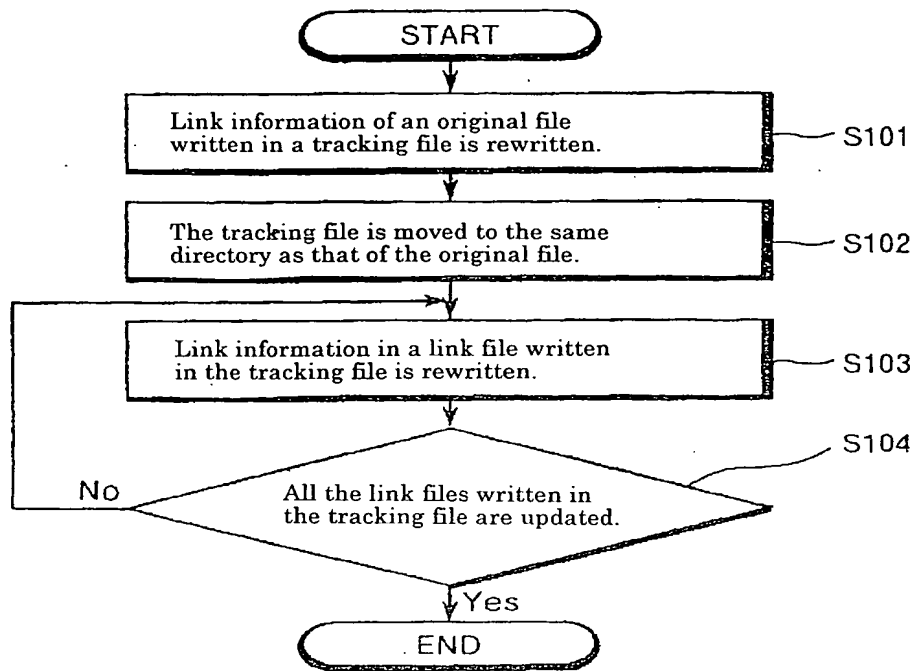 START
Link information of an original file
written in a tracking file is rewritten.
S101
The tracking file is moved to the same
directory as that of the original file.
S102
Link information in a link file written
in the tracking file is rewritten.
S103
S104
No
All the link files written in
the tracking file are updated.
Yes
END